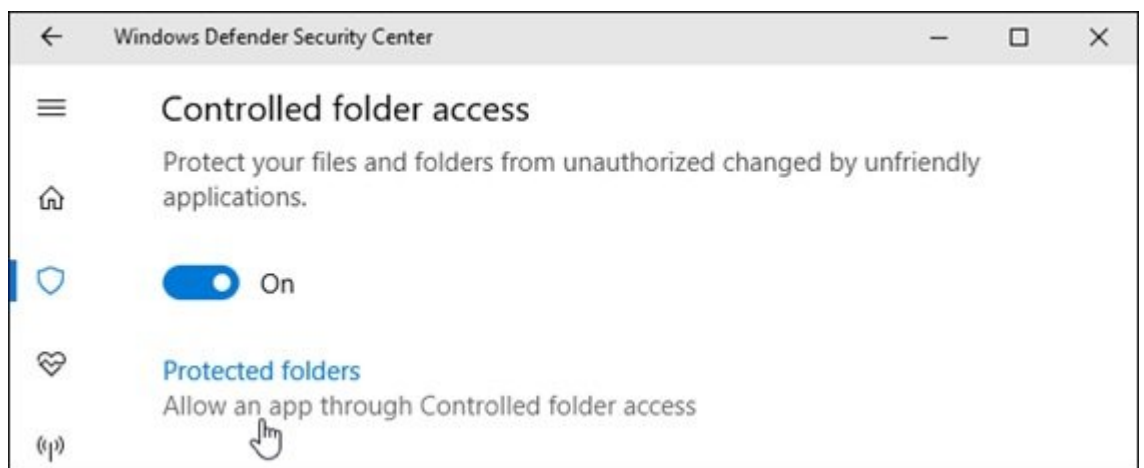 Windows Defender Security Center
Controlled folder access
Protect your files and folders from unauthorized changed by unfriendly
applications.
On
Protected folders
Allow an app through Controlled folder access